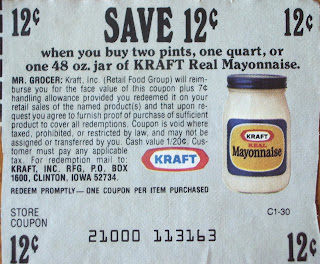 12¢ SAVE 12¢ 12¢
when you buy two pints, one quart, or
one 48 oz. jar of KRAFT Real Mayonnaise.
MR. GROCER: Kraft, Inc. (Retail Food Group) will reim-
burse you for the face value of this coupon plus 7¢
handling allowance provided you redeemed it on your
retail sales of the named product(s) and that upon re-
quest you agree to furnish proof of purchase of sufficient
product to cover all redemptions. Coupon is void where
taxed, prohibited, or restricted by law, and may not be
assigned or transferred by you. Cash value 1/20¢. Cus-
tomer must pay any applicable
tax. For redemption mail to:
KRAFT, INC. RFG, P.O. BOX
1500, CLINTON, IOWA 52734.
KRAFT
KRAFT
REAL
Mayonnaise
REDEEM PROMPTLY—ONE COUPON PER ITEM PURCHASED
STORE
COUPON
C1-30
12¢ 21000 113163 12¢